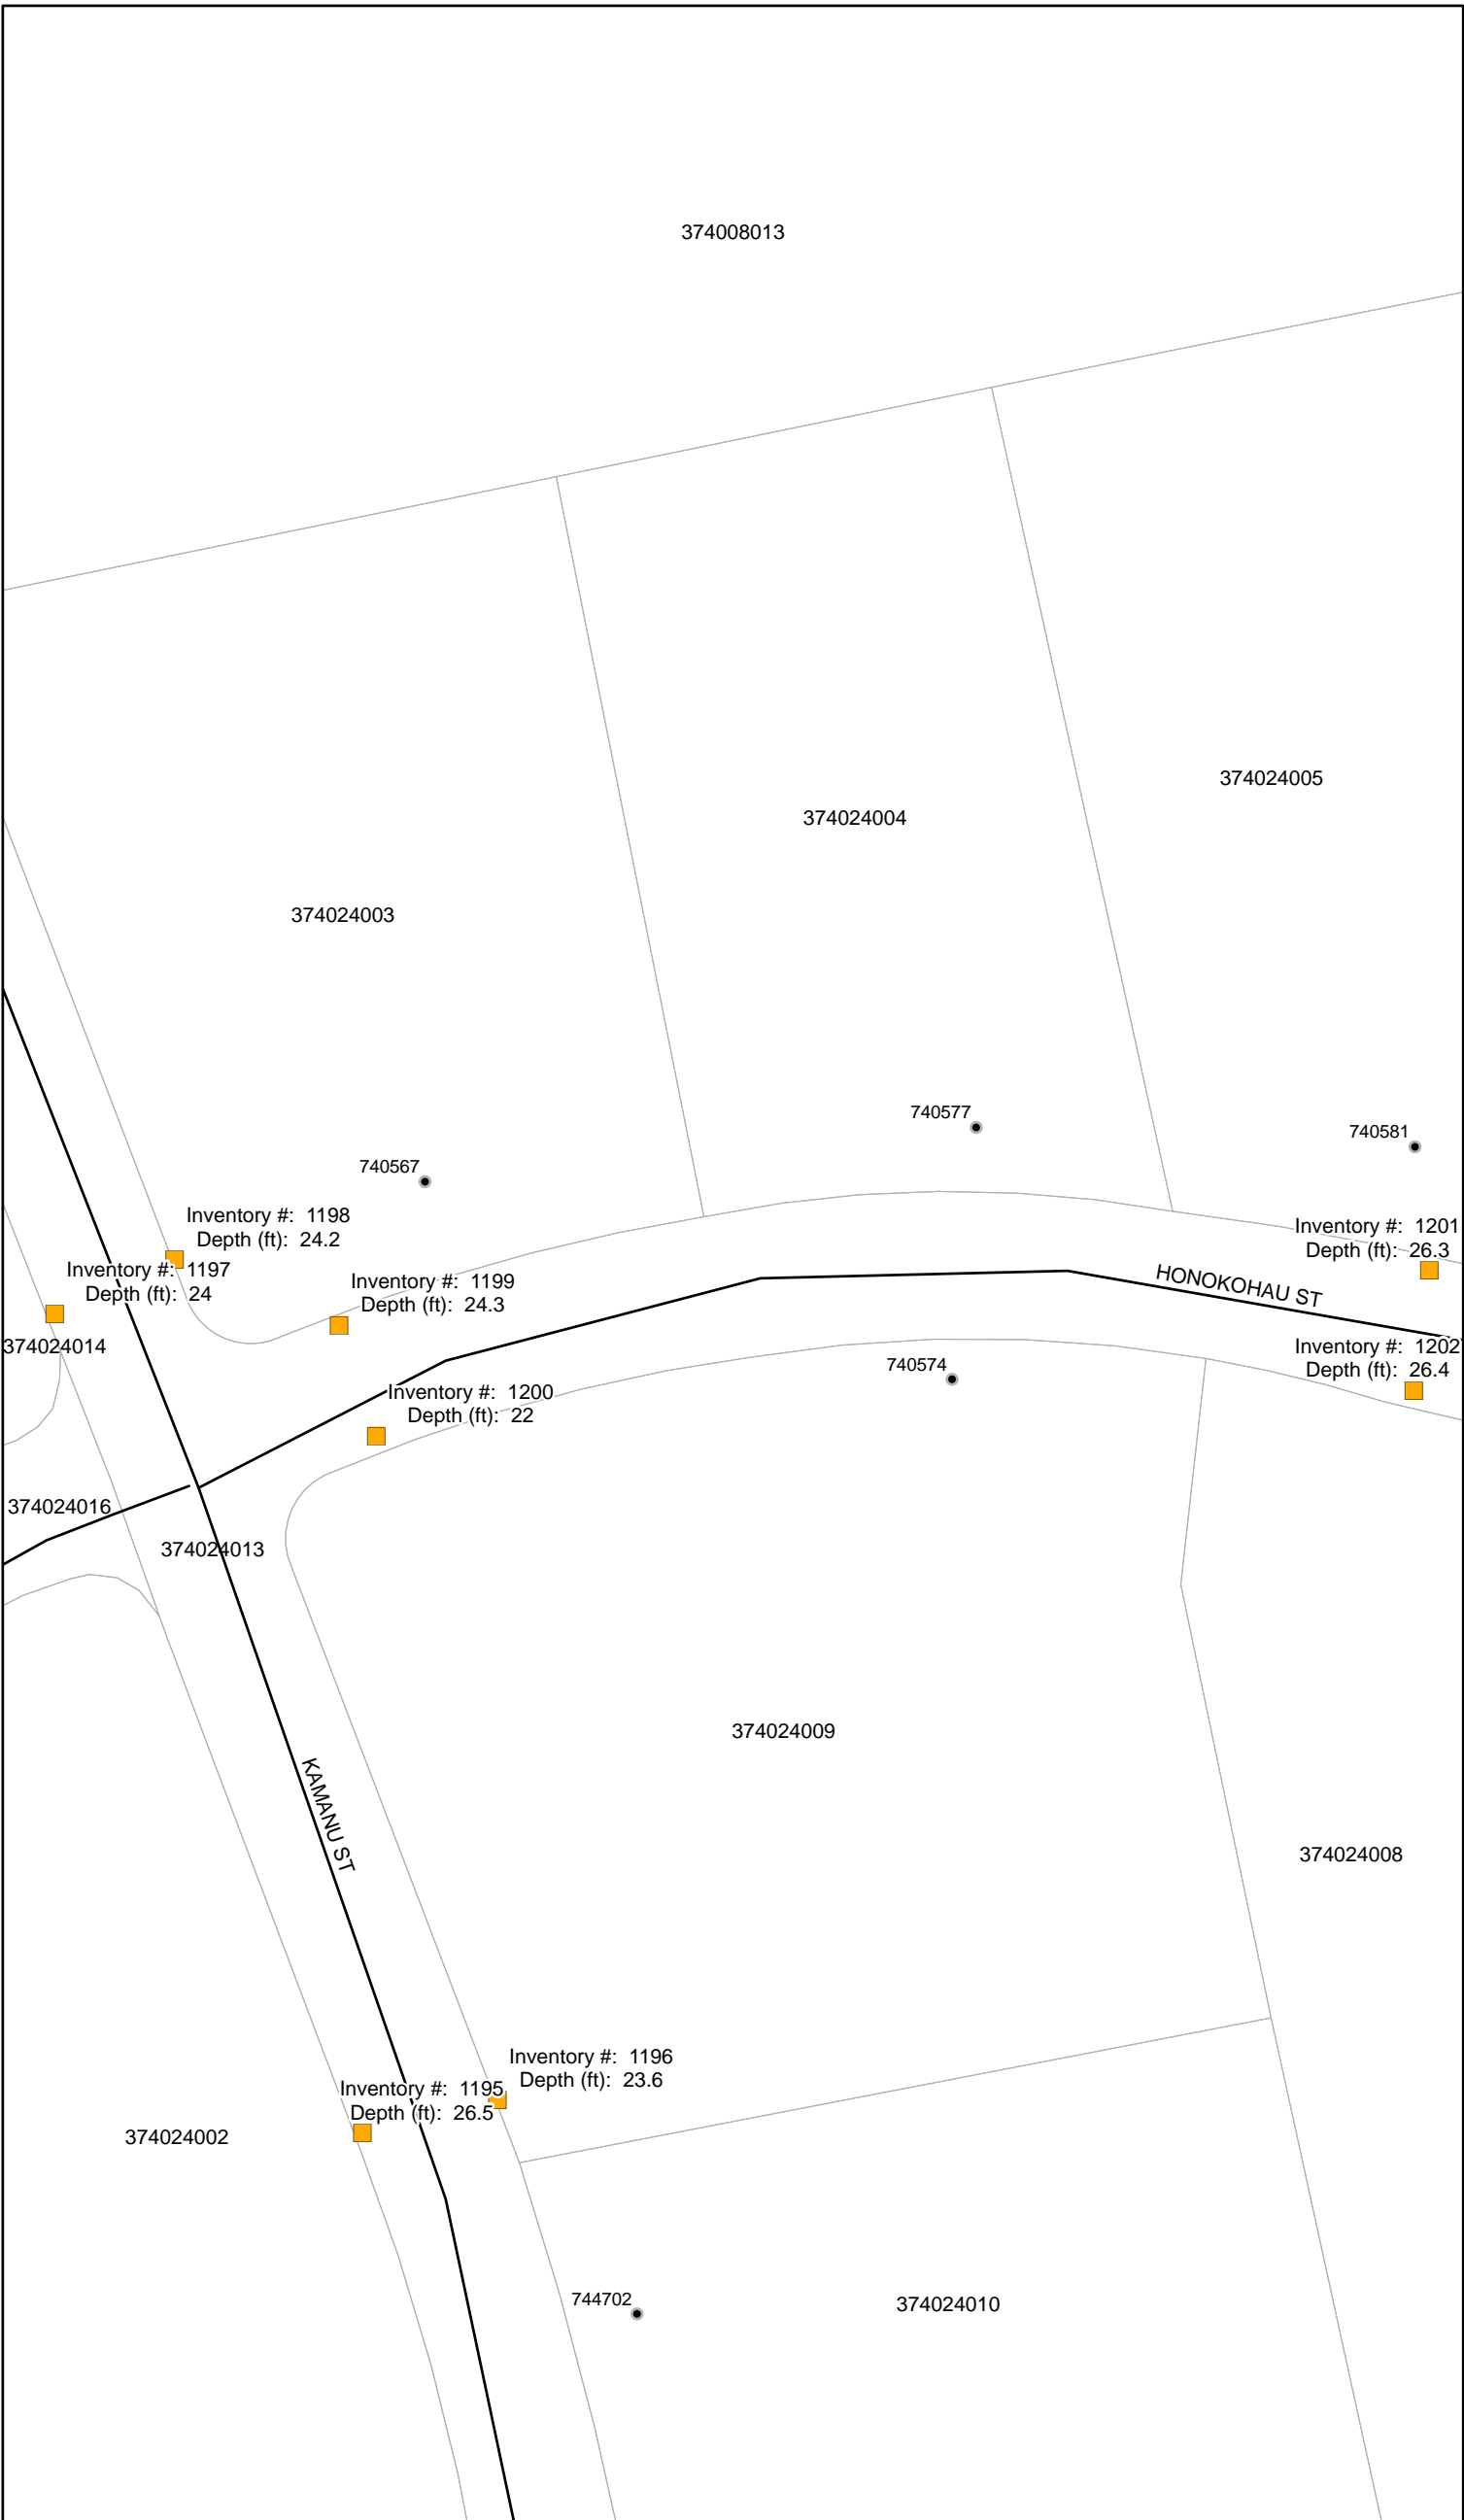 374008013
374024005
374024004
374024003
740577
740581
740567
Inventory #: 1198
Depth (ft): 24.2
Inventory #: 1201
Depth (ft): 26.3
Inventory #: 1197
Depth (ft): 24
Inventory #: 1199
Depth (ft): 24.3
HONOKOHAU ST
374024014
Inventory #: 1202
Depth (ft): 26.4
740574
Inventory #: 1200
Depth (ft): 22
374024016
374024013
374024009
KAMANU ST
374024008
Inventory #: 1196
Depth (ft): 23.6
Inventory #: 1195
Depth (ft): 26.5
374024002
744702
374024010